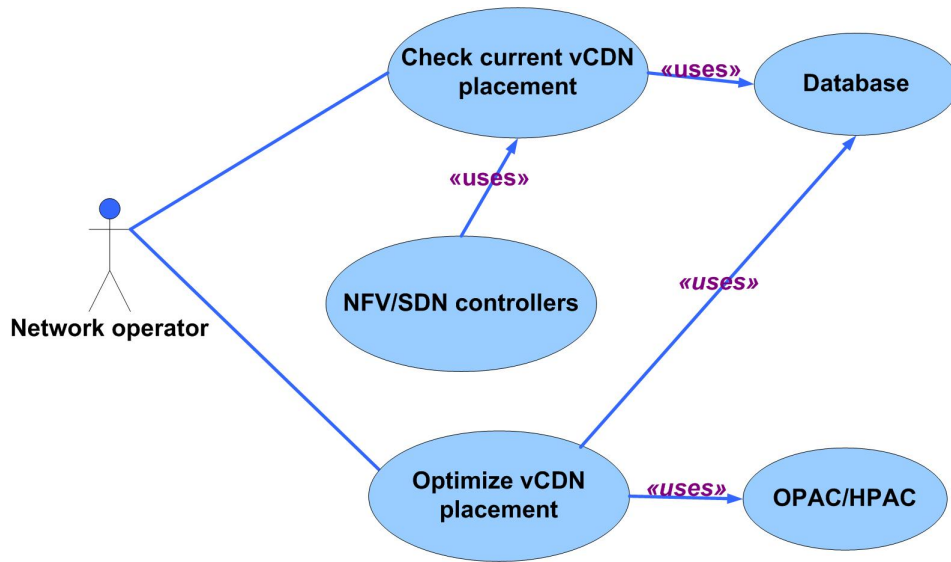 Check current vCDN
placement
«uses»
Database
«uses»
NFV/SDN controllers
«uses»
Network operator
Optimize vCDN
placement
«uses»
OPAC/HPAC